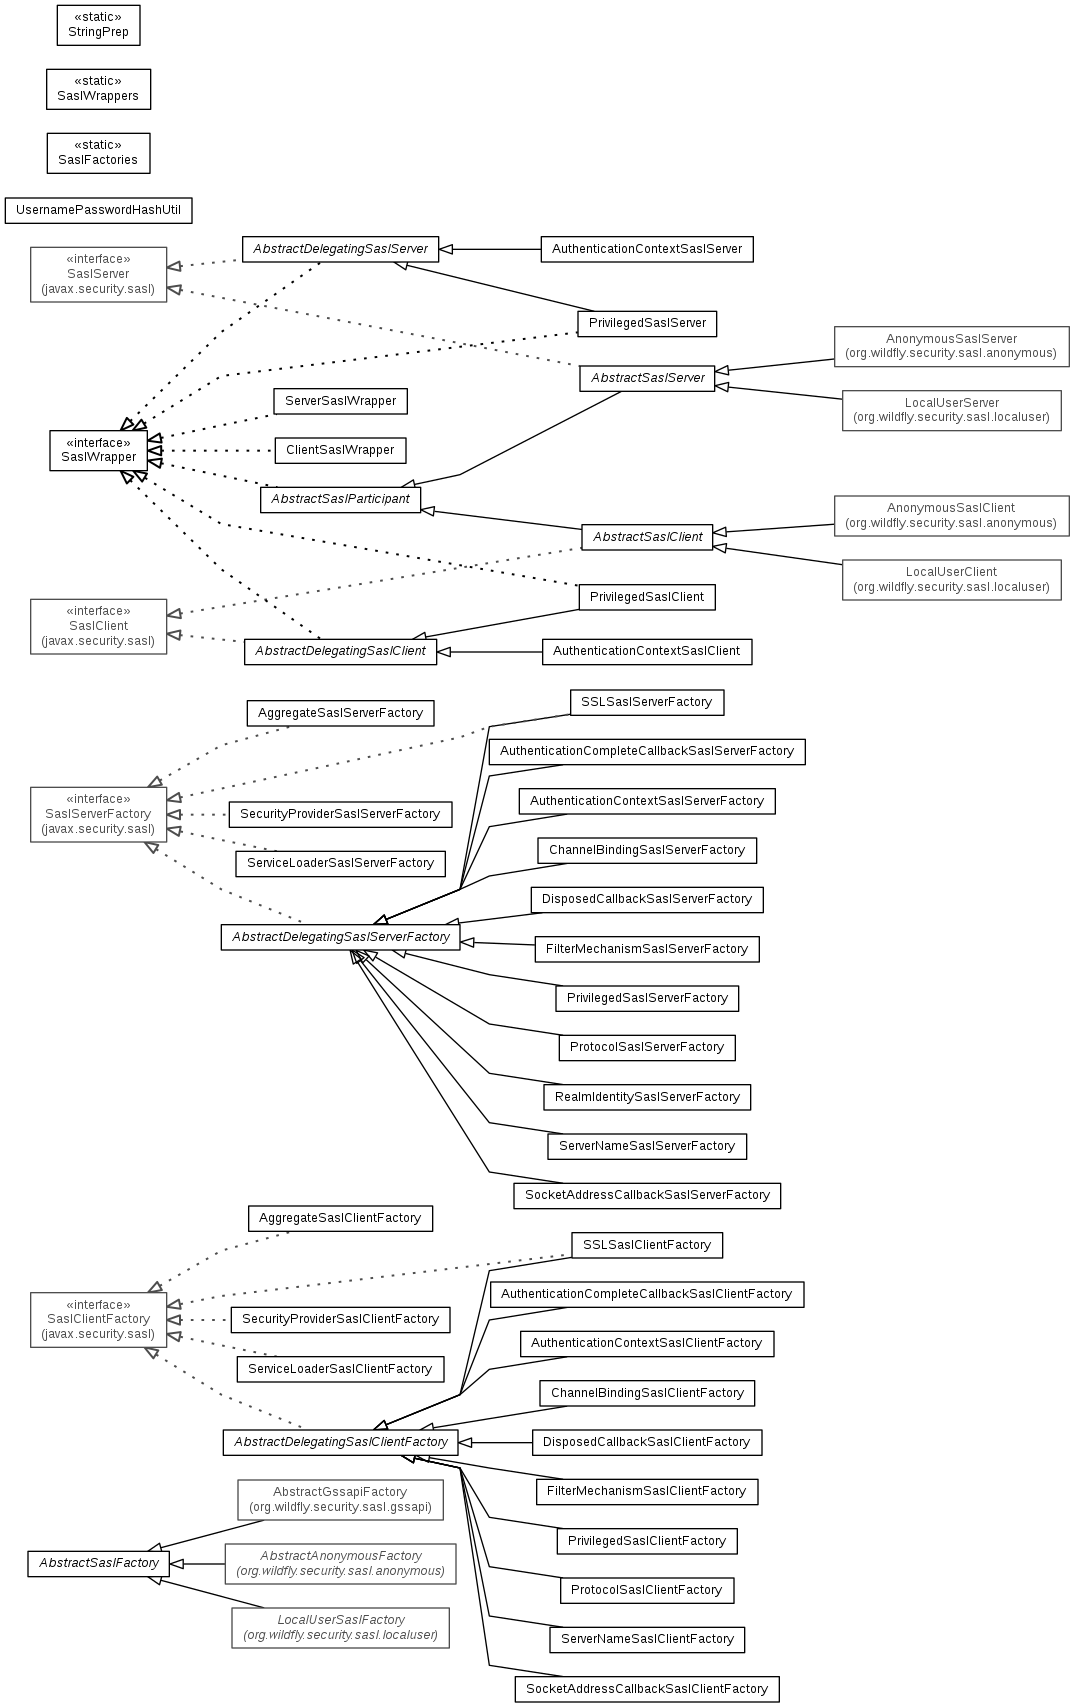 «static»
StringPrep
«static»
SaslWrappers
«static»
SaslFactories
UsernamePasswordHashUtil
«interface»
SaslServer
(javax.security.sasl)
AbstractDelegatingSaslServer
AuthenticationContextSaslServer
PrivilegedSaslServer
AbstractSaslServer
AnonymousSaslServer
(org.wildfly.security.sasl.anonymous)
LocalUserServer
(org.wildfly.security.sasl.localuser)
ServerSaslWrapper
«interface»
SaslWrapper
ClientSaslWrapper
AbstractSaslParticipant
AbstractSaslClient
AnonymousSaslClient
(org.wildfly.security.sasl.anonymous)
LocalUserClient
(org.wildfly.security.sasl.localuser)
«interface»
SaslClient
(javax.security.sasl)
PrivilegedSaslClient
AbstractDelegatingSaslClient
AuthenticationContextSaslClient
SSLSaslServerFactory
AggregateSaslServerFactory
AuthenticationCompleteCallbackSaslServerFactory
«interface»
SaslServerFactory
(javax.security.sasl)
AuthenticationContextSaslServerFactory
SecurityProviderSaslServerFactory
ChannelBindingSaslServerFactory
ServiceLoaderSaslServerFactory
DisposedCallbackSaslServerFactory
AbstractDelegatingSaslServerFactory
FilterMechanismSaslServerFactory
PrivilegedSaslServerFactory
ProtocolSaslServerFactory
RealmIdentitySaslServerFactory
ServerNameSaslServerFactory
SocketAddressCallbackSaslServerFactory
AggregateSaslClientFactory
SSLSaslClientFactory
AuthenticationCompleteCallbackSaslClientFactory
«interface»
SaslClientFactory
(javax.security.sasl)
SecurityProviderSaslClientFactory
AuthenticationContextSaslClientFactory
ServiceLoaderSaslClientFactory
ChannelBindingSaslClientFactory
AbstractDelegatingSaslClientFactory
DisposedCallbackSaslClientFactory
AbstractGssapiFactory
(org.wildfly.security.sasl.gssapi)
FilterMechanismSaslClientFactory
PrivilegedSaslClientFactory
AbstractSaslFactory
AbstractAnonymousFactory
(org.wildfly.security.sasl.anonymous)
ProtocolSaslClientFactory
LocalUserSaslFactory
(org.wildfly.security.sasl.localuser)
ServerNameSaslClientFactory
SocketAddressCallbackSaslClientFactory